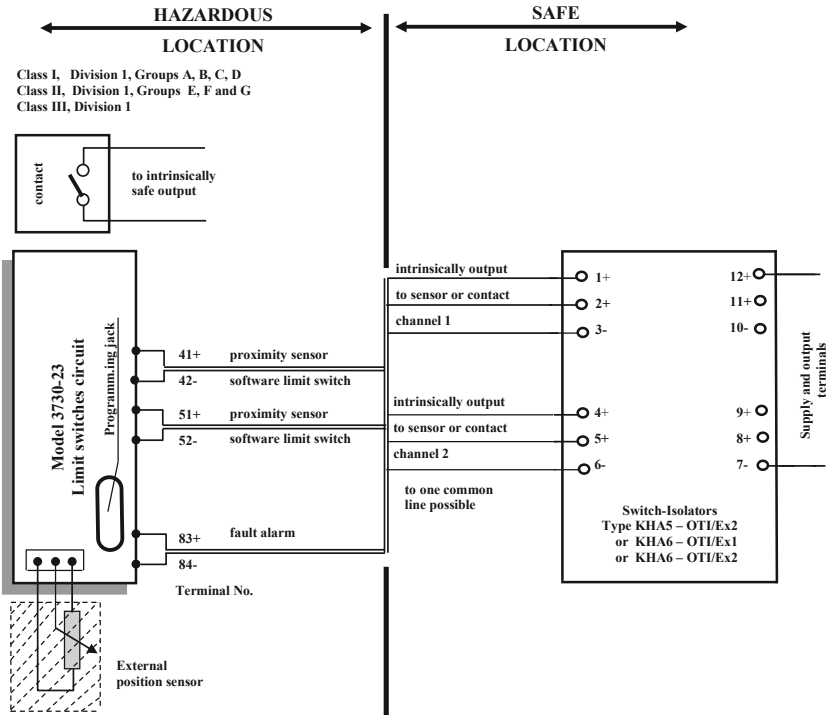 HAZARDOUS
LOCATION
SAFE
LOCATION
Class I, Division 1, Groups A, B, C, D
Class II, Division 1, Groups E, F and G
Class III, Division 1
contact
to intrinsically
safe output
Model 3730-23
Limit switches circuit
Programm.ing jack
41+ proximity sensor
42- software limit switch
51+ proximity sensor
52- software limit switch
83+ fault alarm
84-
Terminal No.
External
position sensor
intrinsically output
to sensor or contact
channel 1
intrinsically output
to sensor or contact
channel 2
to one common
line possible
1+
2+
3-
4+
5+
6-
12+
11+
10-
9+
8+
7-
Supply and output
terminals
Switch-Isolators
Type KHA5 – OTI/Ex2
or KHA6 – OTI/Ex1
or KHA6 – OTI/Ex2